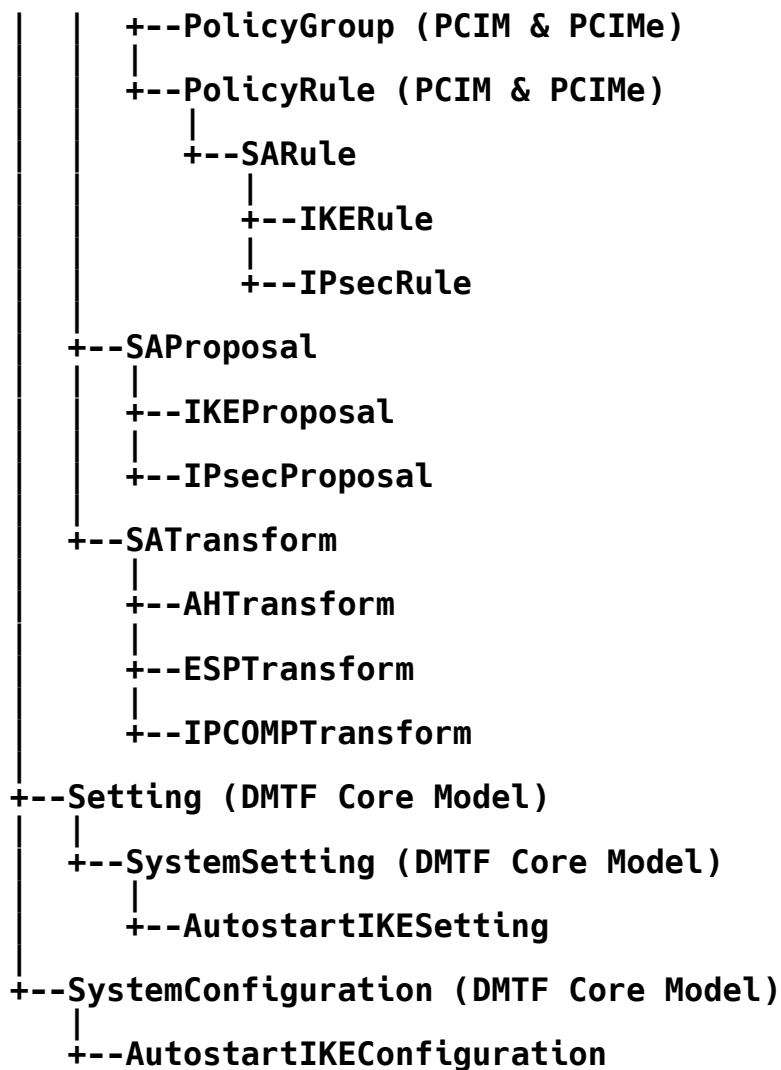 |  |  +--PolicyGroup (PCIM & PCIMe)
|  |  |
|  |  +--PolicyRule (PCIM & PCIMe)
|  |     |
|  |     +--SARule
|  |        |
|  |        +--IKERule
|  |        |
|  |        +--IPsecRule
|  |
|  +--SAProposal
|  |  |
|  |  +--IKEProposal
|  |  |
|  |  +--IPsecProposal
|  |
|  +--SATransform
|     |
|     +--AHTransform
|     |
|     +--ESPTransform
|     |
|     +--IPCOMPTransform
|
+--Setting (DMTF Core Model)
|  |
|  +--SystemSetting (DMTF Core Model)
|     |
|     +--AutostartIKESetting
|
+--SystemConfiguration (DMTF Core Model)
   |
   +--AutostartIKEConfiguration